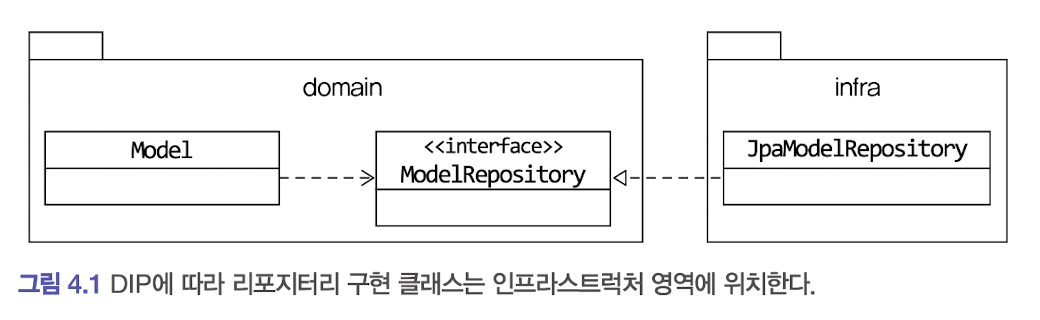 domain
infra
Model
<<interface>>
ModelRepository
JpaModelRepository
그림 4.1 DIP에 따라 리포지터리 구현 클래스는 인프라스트럭처 영역에 위치한다.